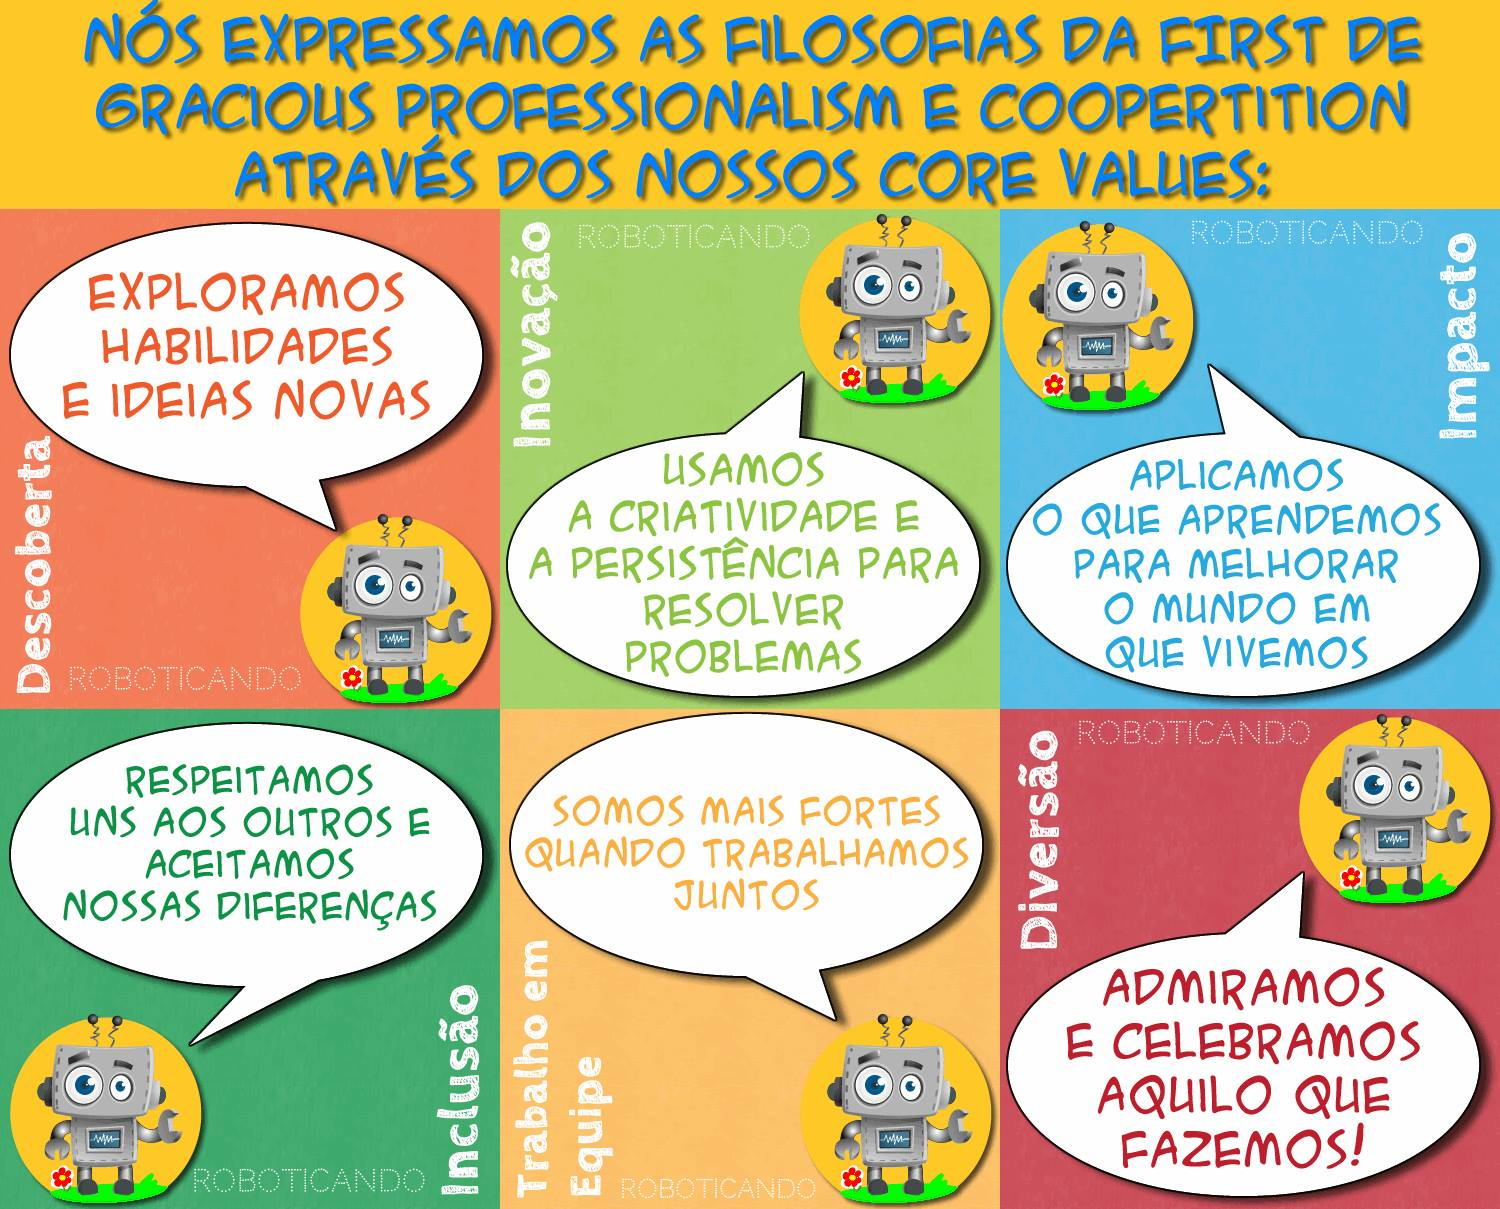 NÓS EXPRESSAMOS AS FILOSOFIAS DA FIRST DE
GRACIOUS PROFESSIONALISM E COOPERTITION
ATRAVÉS DOS NOSSOS CORE VALUES:
EXPLORAMOS
HABILIDADES
E IDEIAS NOVAS
Descoberta
ROBOTICANDO
Inovação
ROBOTICANDO
USAMOS
A CRIATIVIDADE E
A PERSISTÊNCIA PARA
RESOLVER
PROBLEMAS
ROBOTICANDO
Impacto
APLICAMOS
O QUE APRENDEMOS
PARA MELHORAR
O MUNDO EM
QUE VIVEMOS
RESPEITAMOS
UNS AOS OUTROS E
ACEITAMOS
NOSSAS DIFERENÇAS
Inclusão
ROBOTICANDO
SOMOS MAIS FORTES
QUANDO TRABALHAMOS
JUNTOS
Trabalho em
Equipe
ROBOTICANDO
Diversão
ROBOTICANDO
ADMIRAMOS
E CELEBRAMOS
AQUILO QUE
FAZEMOS!